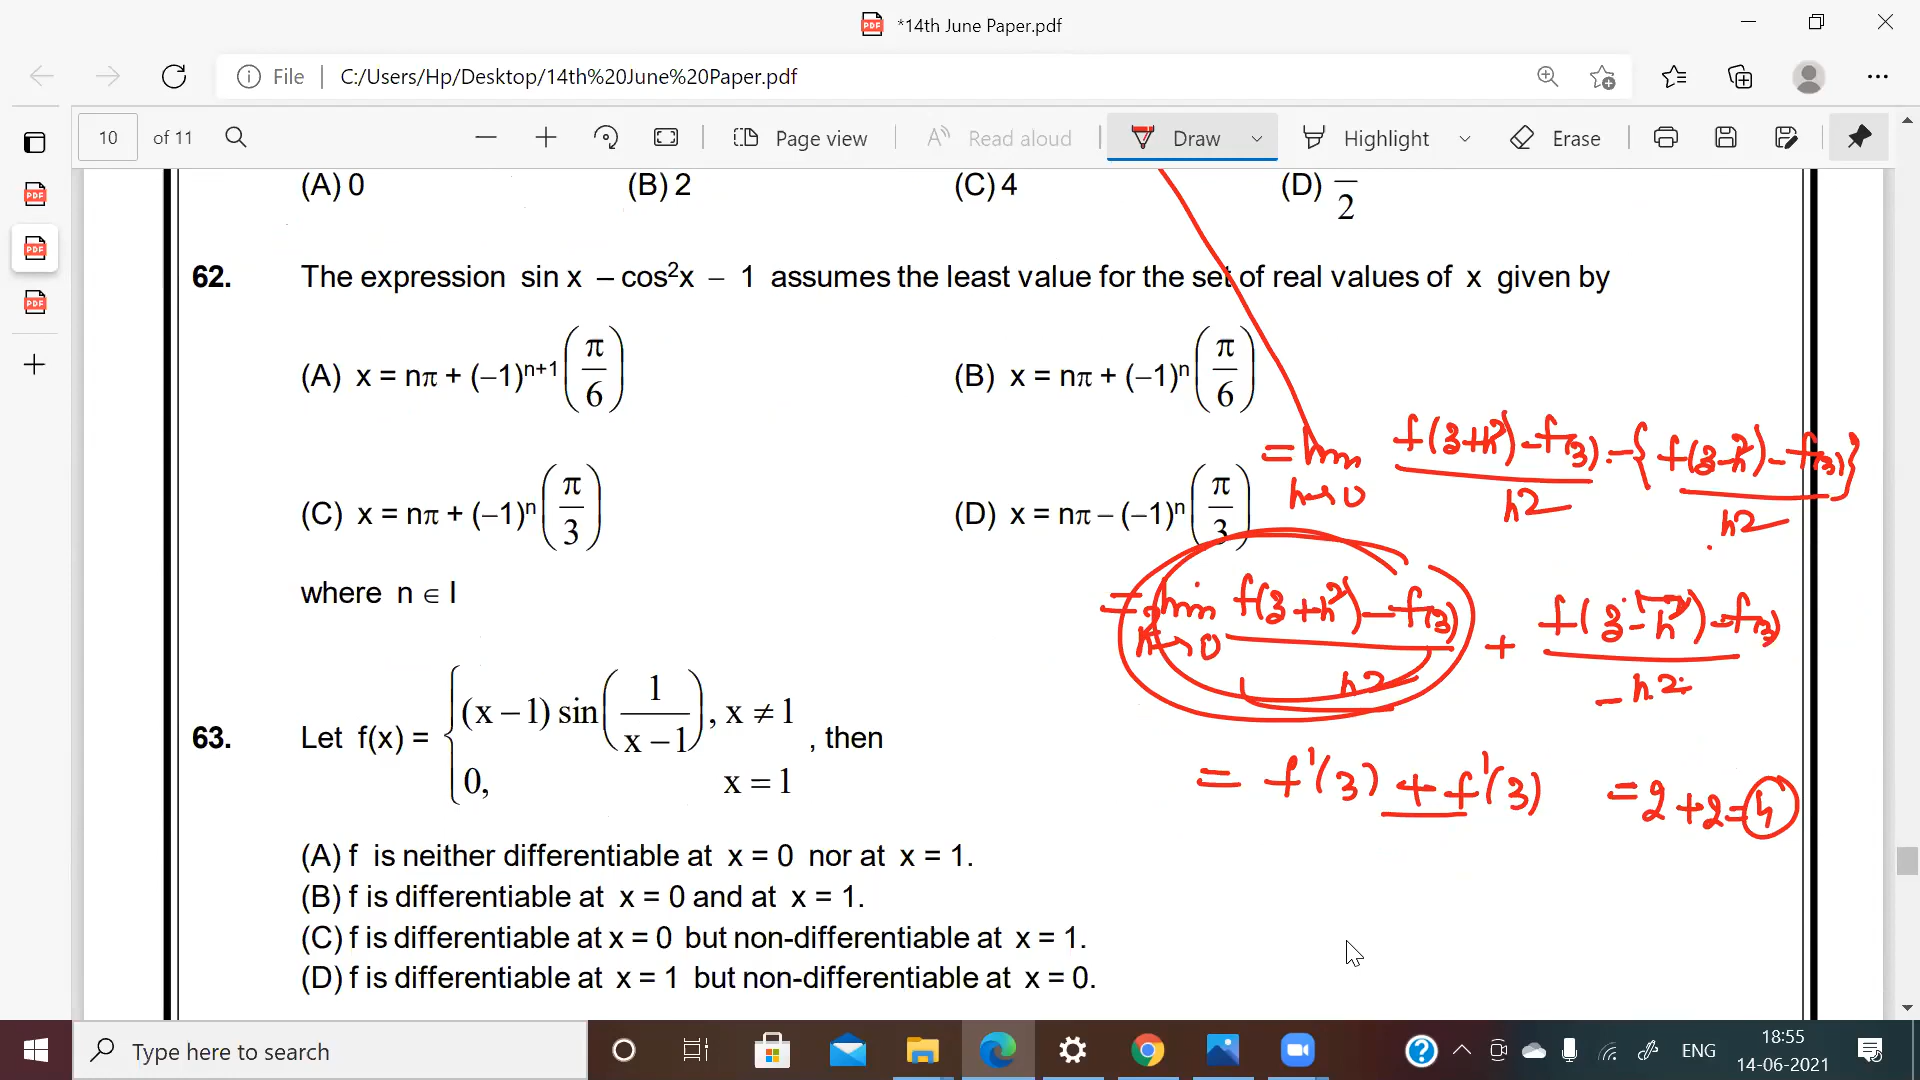 *14th June Paper.pdf
File | C:/Users/Hp/Desktop/14th%20June%20Paper.pdf
10 of 11 Page view Read aloud Draw Highlight Erase
(A) 0 (B) 2 (C) 4 (D) 2
62. The expression sin x – cos²x – 1 assumes the least value for the set of real values of x given by
(A) x = nπ + (–1)ⁿ⁺¹ (π/6) (B) x = nπ + (–1)ⁿ (π/6)
= lim h→0 f(3+h²)-f(3)/h2 - {f(3-h²)-f(3)/h2}
(C) x = nπ + (–1)ⁿ (π/3) (D) x = nπ – (–1)ⁿ (π/3)
where n ∈ I
= lim h→0 f(3+h²)-f(3)/h2 + f(3-h²)-f(3)/-h2
63. Let f(x) = { (x – 1) sin(1/(x – 1)), x ≠ 1
0, x = 1 , then
= f'(3) + f'(3) = 2+2=4
(A) f is neither differentiable at x = 0 nor at x = 1.
(B) f is differentiable at x = 0 and at x = 1.
(C) f is differentiable at x = 0 but non-differentiable at x = 1.
(D) f is differentiable at x = 1 but non-differentiable at x = 0.
Type here to search
ENG
18:55
14-06-2021